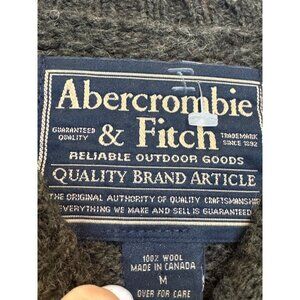 Abercrombie
GUARANTEED QUALITY & Fitch TRADEMARK SINCE 1892
RELIABLE OUTDOOR GOODS
QUALITY BRAND ARTICLE
THE ORIGINAL AUTHORITY OF QUALITY CRAFTSMANSHIP
EVERYTHING WE MAKE AND SELL IS GUARANTEED
100% WOOL
MADE IN CANADA
M
OVER FOR CARE